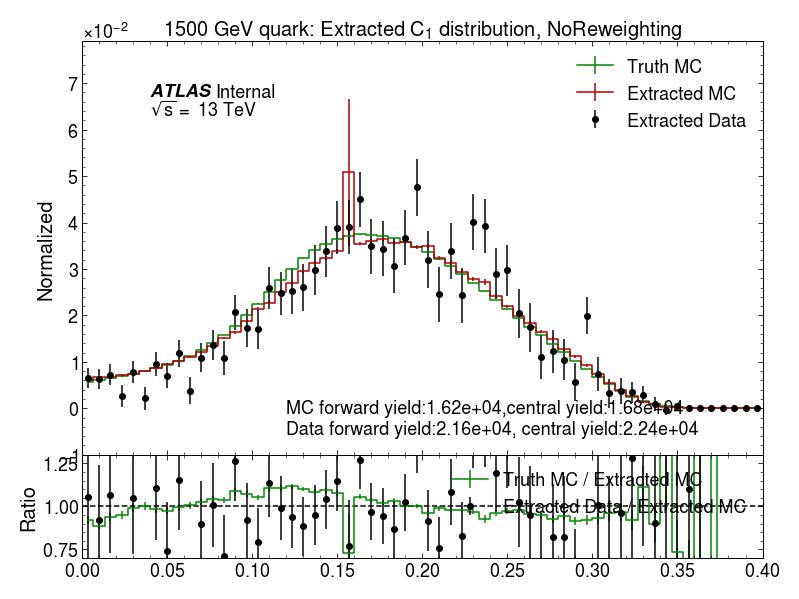 ×10⁻²
1500 GeV quark: Extracted C₁ distribution, NoReweighting
Truth MC
Extracted MC
Extracted Data
ATLAS Internal
√s = 13 TeV
Normalized
7
6
5
4
3
2
1
0
−1
MC forward yield:1.62e+04,central yield:1.68e+04
Data forward yield:2.16e+04, central yield:2.24e+04
Ratio
1.25
1.00
0.75
Truth MC / Extracted MC
Extracted Data / Extracted MC
0.00 0.05 0.10 0.15 0.20 0.25 0.30 0.35 0.40